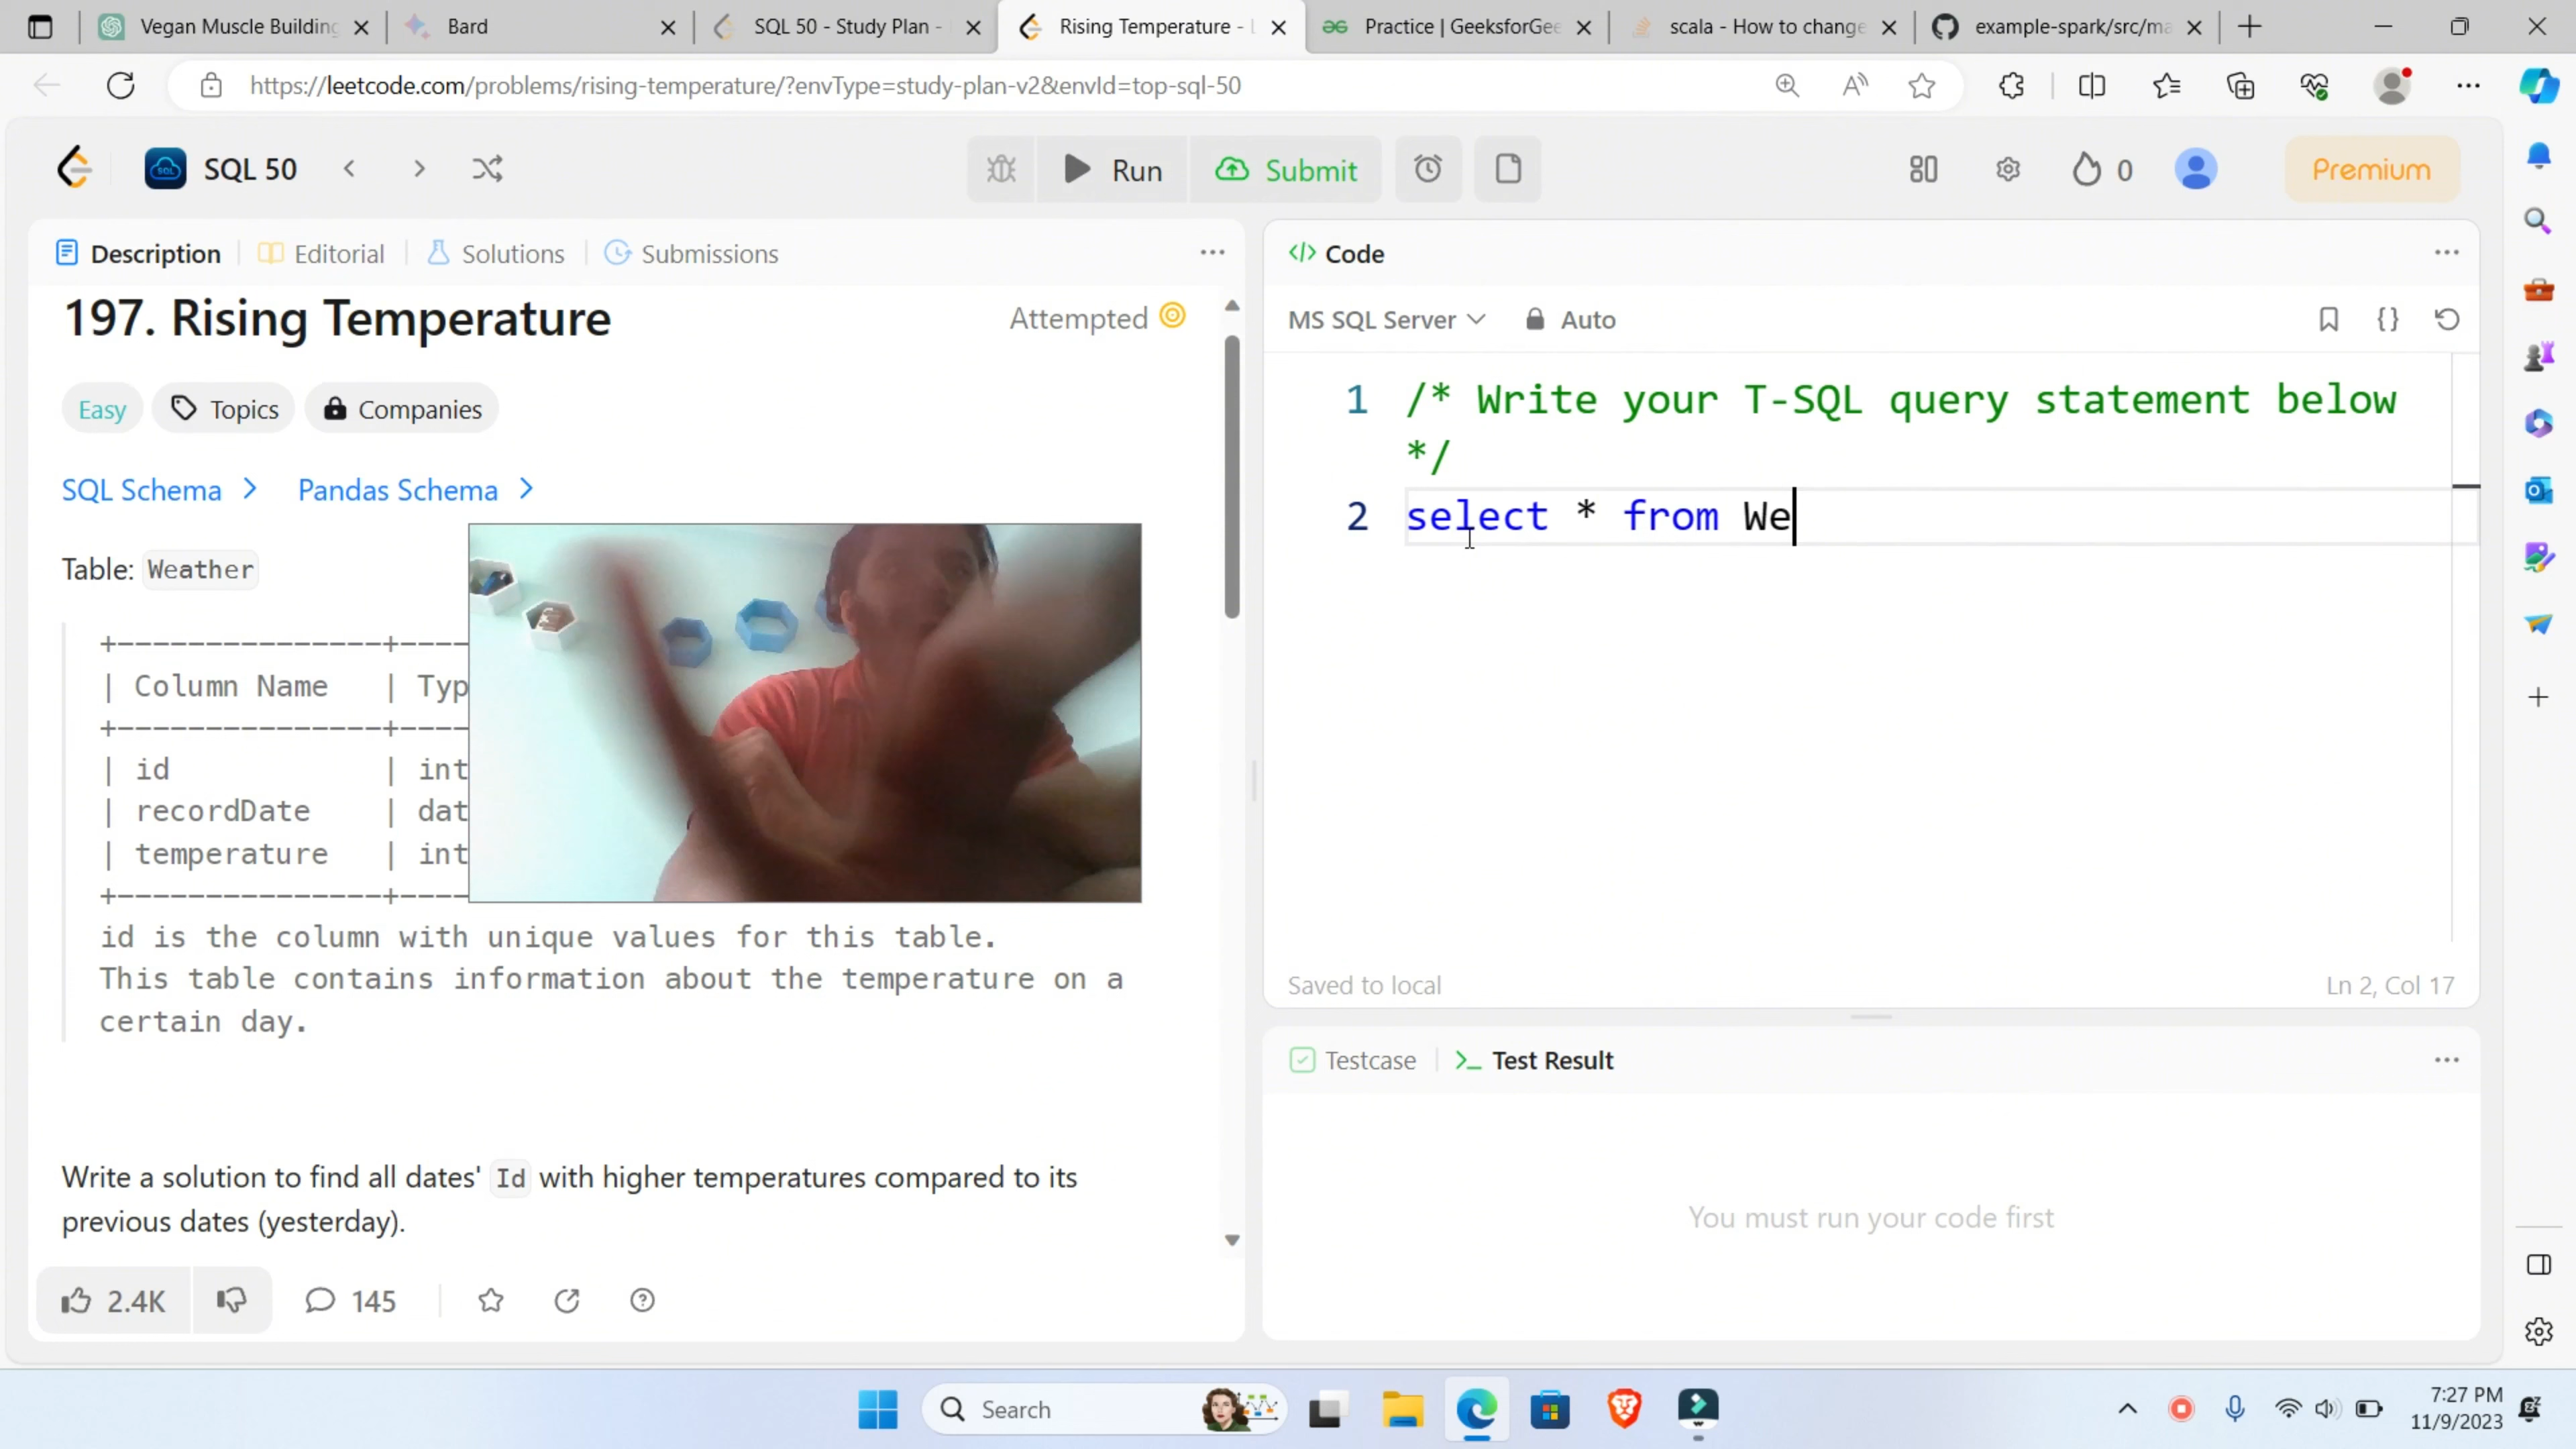 Vegan Muscle Building
Bard
SQL 50 - Study Plan -
Rising Temperature - L
Practice | GeeksforGee
scala - How to change
example-spark/src/ma
https://leetcode.com/problems/rising-temperature/?envType=study-plan-v2&envId=top-sql-50
SQL 50
Run
Submit
0
Premium
Description
Editorial
Solutions
Submissions
197. Rising Temperature
Attempted
Easy
Topics
Companies
SQL Schema >
Pandas Schema >
Table: Weather
+---------------+----
| Column Name | Typ
+---------------+----
| id | int
| recordDate | dat
| temperature | int
+---------------+----
id is the column with unique values for this table.
This table contains information about the temperature on a
certain day.
Write a solution to find all dates' Id with higher temperatures compared to its
previous dates (yesterday).
2.4K
145
</> Code
MS SQL Server
Auto
1 /* Write your T-SQL query statement below
*/
2 select * from We
Saved to local
Ln 2, Col 17
Testcase
>_ Test Result
You must run your code first
Search
7:27 PM
11/9/2023